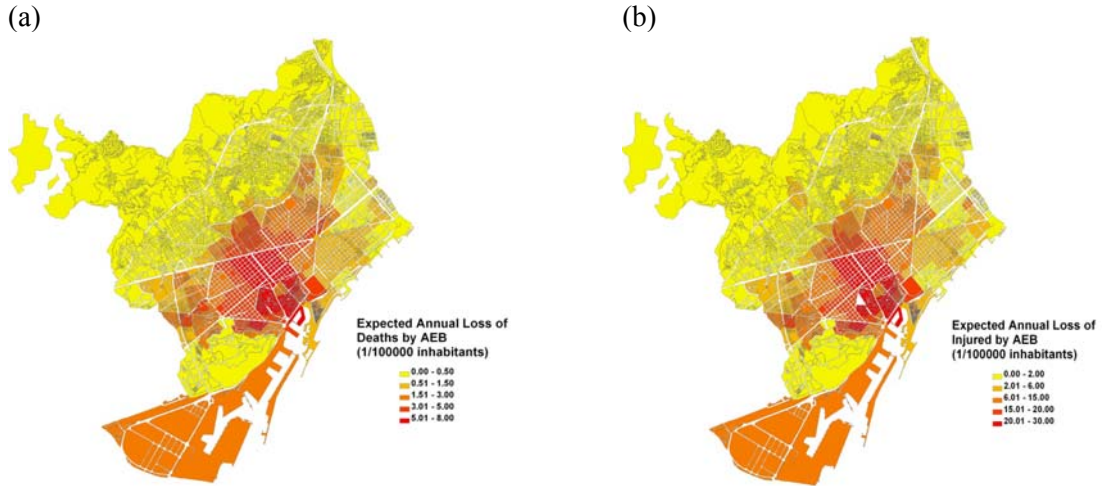 (a)
(b)
Expected Annual Loss of
Deaths by AEB
(1/100000 inhabitants)
0.00 - 0.50
0.51 - 1.50
1.51 - 3.00
3.01 - 5.00
5.01 - 8.00
Expected Annual Loss of
Injured by AEB
(1/100000 inhabitants)
0.00 - 2.00
2.01 - 6.00
6.01 - 15.00
15.01 - 20.00
20.01 - 30.00